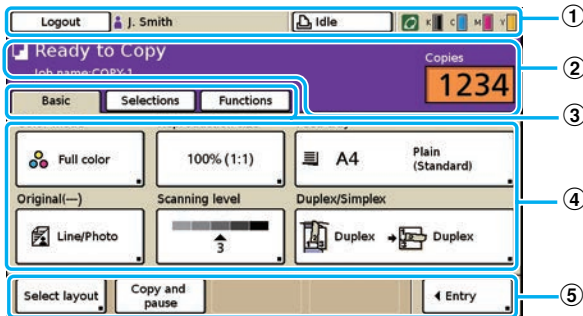 Logout J. Smith Idle K C M Y ①
Ready to Copy Copies ②
Job name:COPY-1 1234
Basic Selections Functions ③
Full color 100% (1:1) A4 Plain (Standard) ④
Original(—) Scanning level Duplex/Simplex
Line/Photo 3 Duplex Duplex
Select layout Copy and pause Entry ⑤